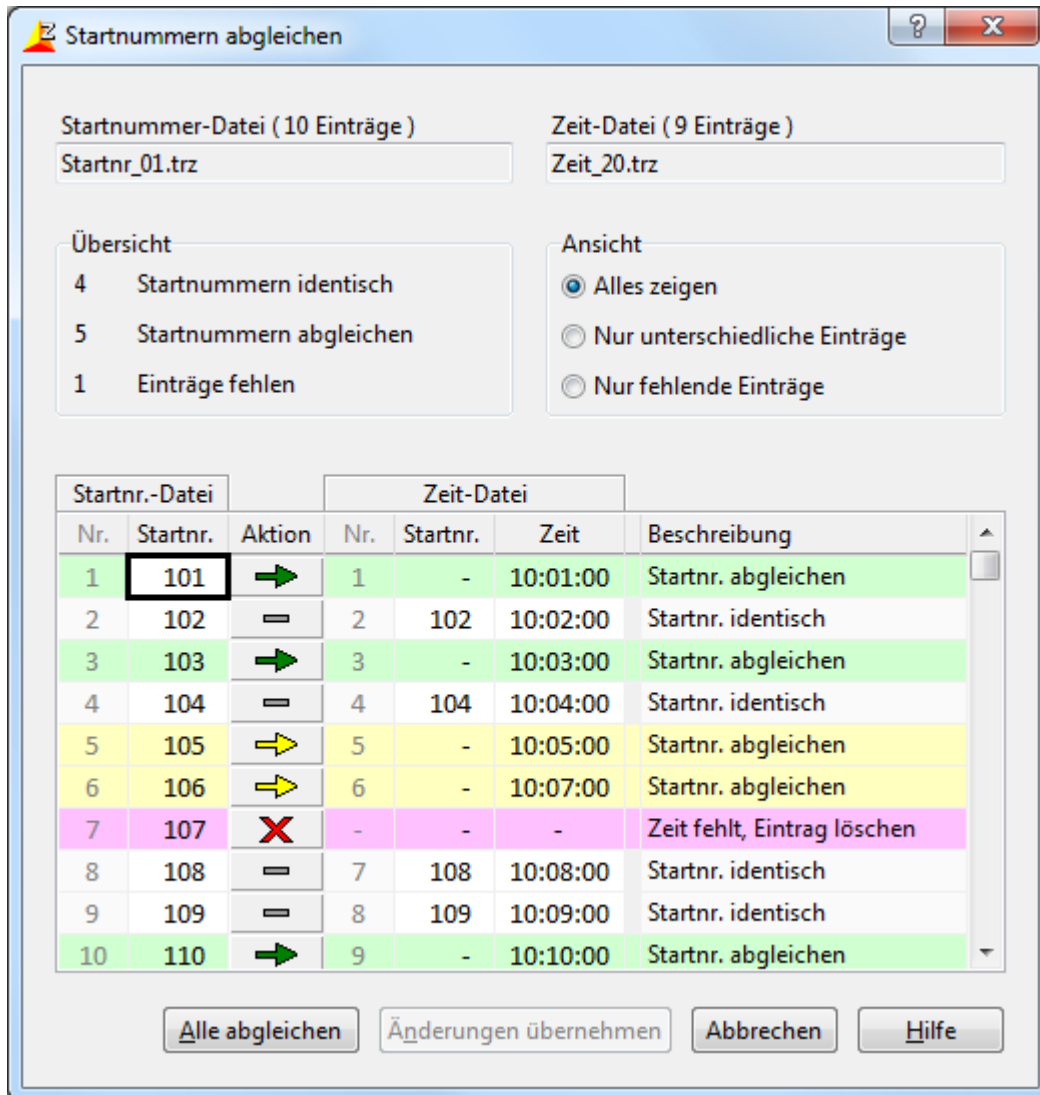 Startnummern abgleichen
Startnummer-Datei ( 10 Einträge ) Zeit-Datei ( 9 Einträge )
Startnr_01.trz Zeit_20.trz
Übersicht Ansicht
4 Startnummern identisch Alles zeigen
5 Startnummern abgleichen Nur unterschiedliche Einträge
1 Einträge fehlen Nur fehlende Einträge
Startnr.-Datei Zeit-Datei
Nr. Startnr. Aktion Nr. Startnr. Zeit Beschreibung
1 101 1 - 10:01:00 Startnr. abgleichen
2 102 2 102 10:02:00 Startnr. identisch
3 103 3 - 10:03:00 Startnr. abgleichen
4 104 4 104 10:04:00 Startnr. identisch
5 105 5 - 10:05:00 Startnr. abgleichen
6 106 6 - 10:07:00 Startnr. abgleichen
7 107 - - - Zeit fehlt, Eintrag löschen
8 108 7 108 10:08:00 Startnr. identisch
9 109 8 109 10:09:00 Startnr. identisch
10 110 9 - 10:10:00 Startnr. abgleichen
Alle abgleichen Änderungen übernehmen Abbrechen Hilfe